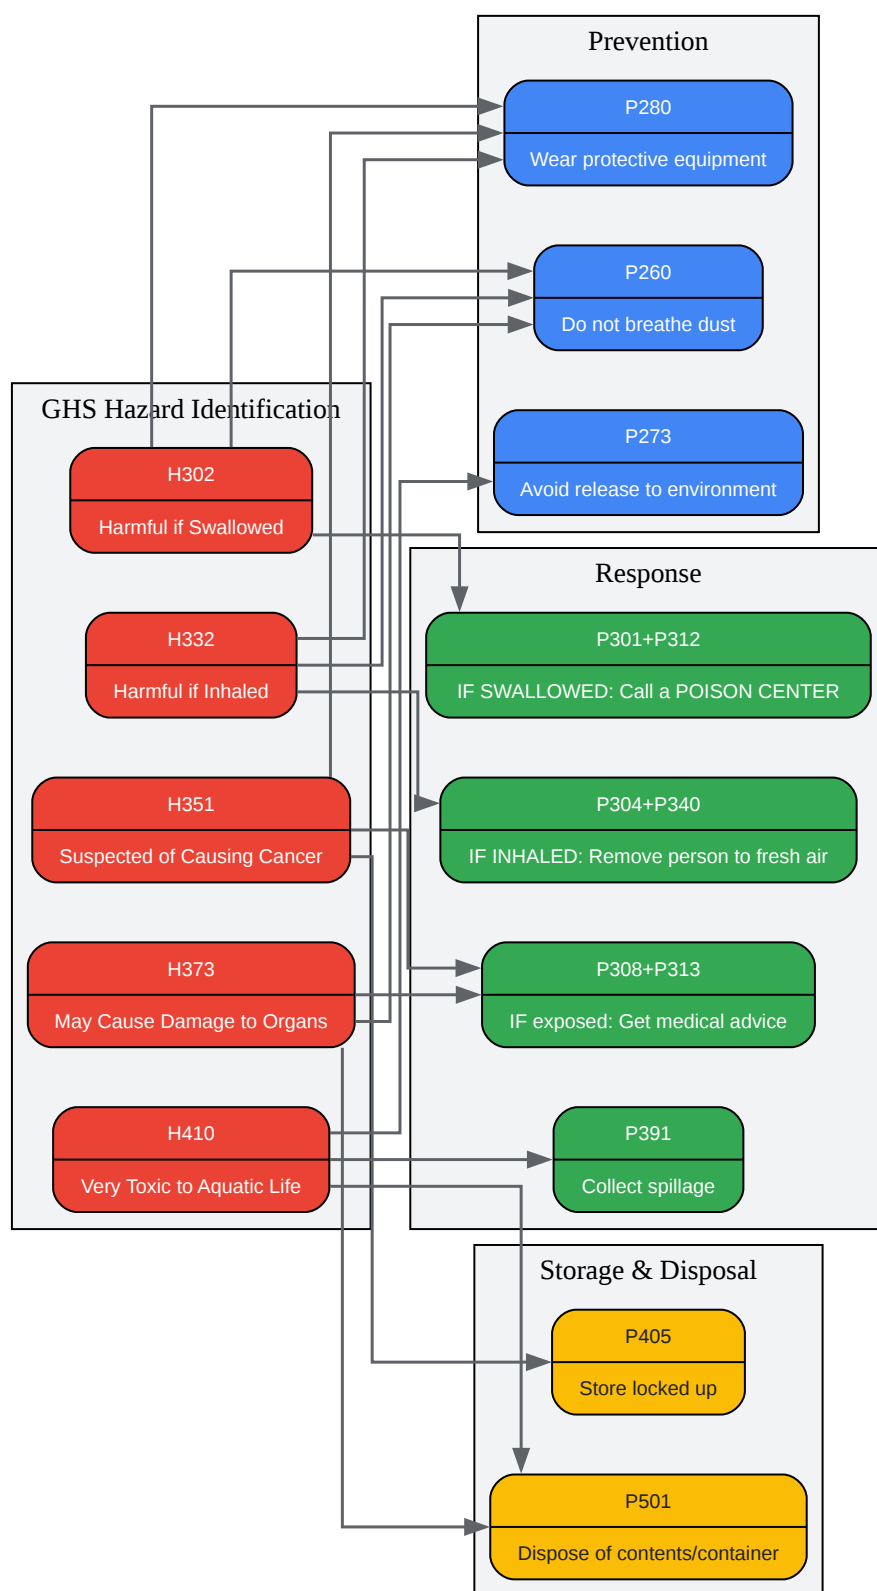 Prevention
P280
Wear protective equipment
P260
Do not breathe dust
P273
Avoid release to environment
GHS Hazard Identification
H302
Harmful if Swallowed
H332
Harmful if Inhaled
H351
Suspected of Causing Cancer
H373
May Cause Damage to Organs
H410
Very Toxic to Aquatic Life
Response
P301+P312
IF SWALLOWED: Call a POISON CENTER
P304+P340
IF INHALED: Remove person to fresh air
P308+P313
IF exposed: Get medical advice
P391
Collect spillage
Storage & Disposal
P405
Store locked up
P501
Dispose of contents/container